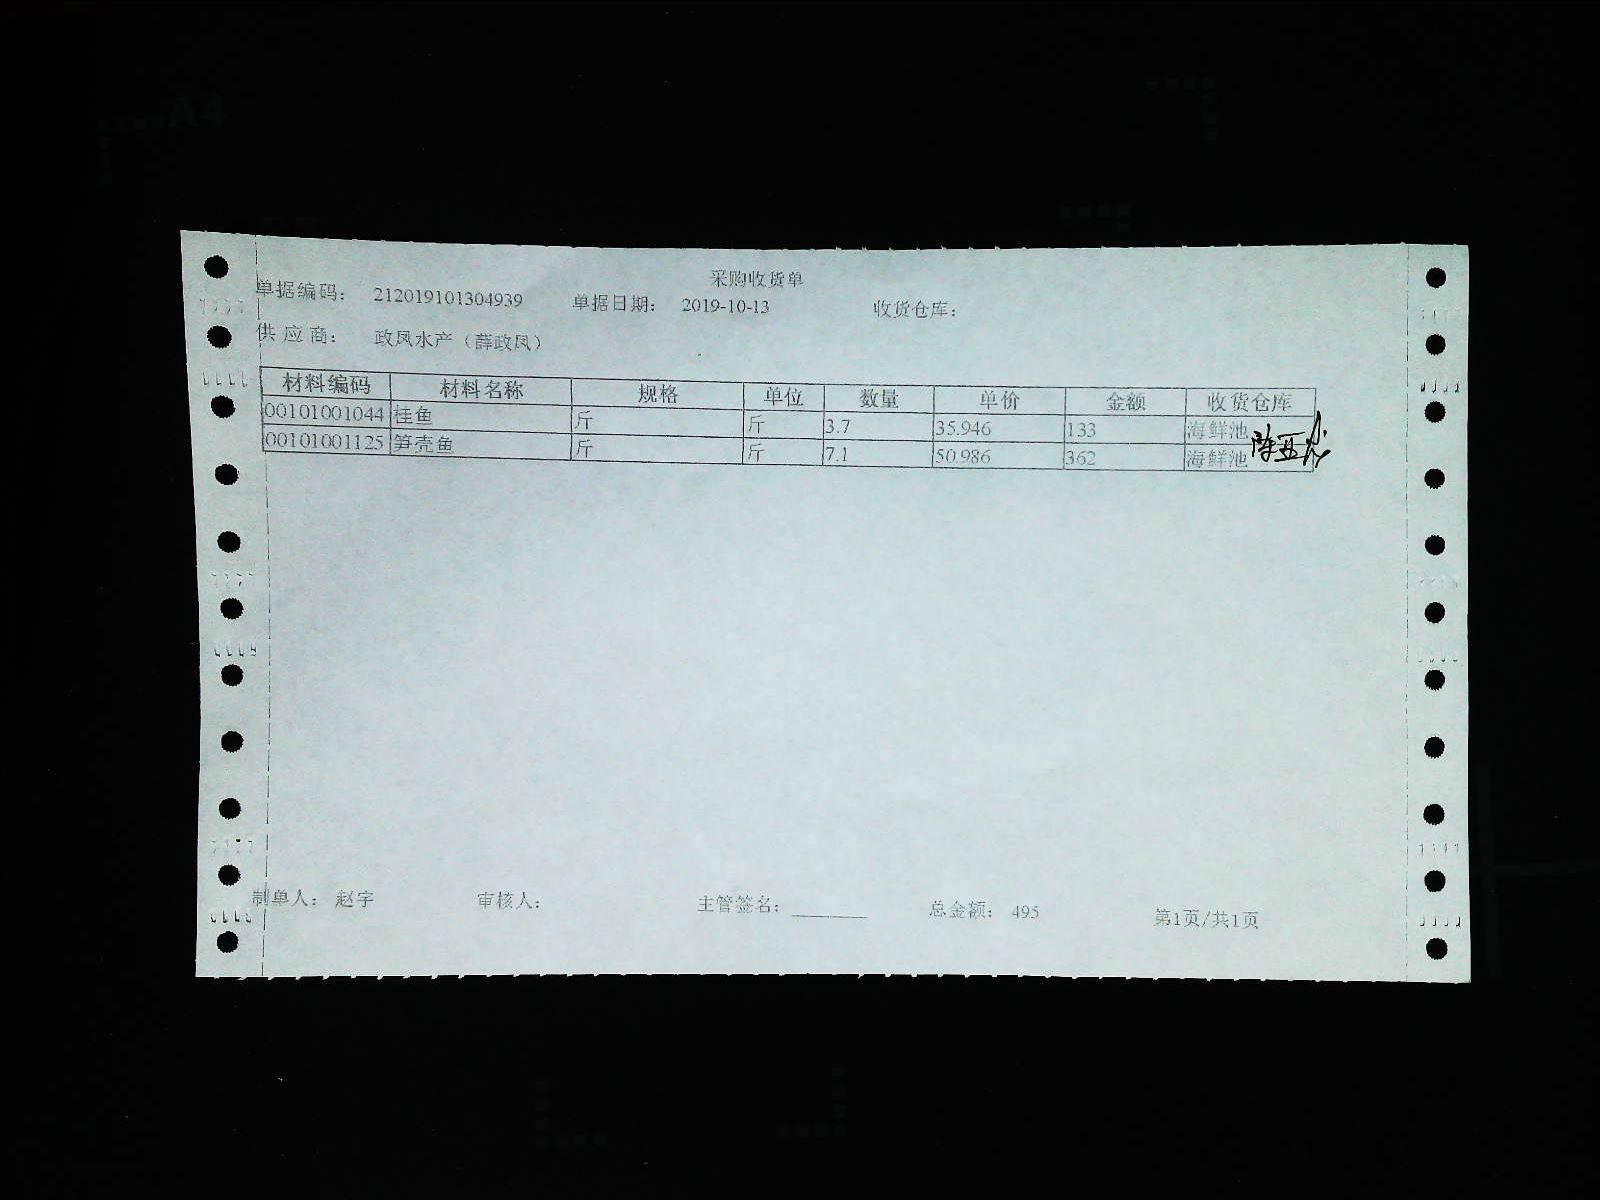 采购收货单
单据编码： 212019101304939 单据日期： 2019-10-13 收货仓库：
供 应 商： 政凤水产（薛政凤）
材料编码 材料名称 规格 单位 数量 单价 金额 收货仓库
00101001044 桂鱼 斤 斤 3.7 35.946 133 海鲜池
00101001125 笋壳鱼 斤 斤 7.1 50.986 362 海鲜池
制单人： 赵宇 审核人： 主管签名： 总金额： 495 第1页/共1页
A4